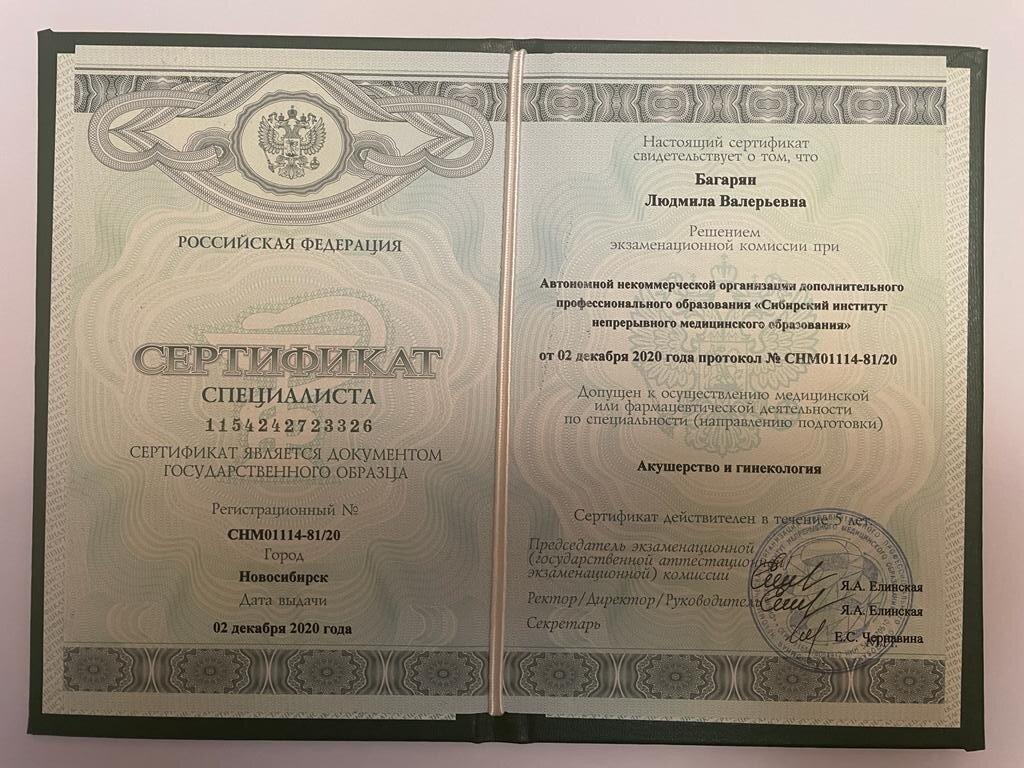 РОССИЙСКАЯ ФЕДЕРАЦИЯ
СЕРТИФИКАТ
СПЕЦИАЛИСТА
1154242723326
СЕРТИФИКАТ ЯВЛЯЕТСЯ ДОКУМЕНТОМ
ГОСУДАРСТВЕННОГО ОБРАЗЦА
Регистрационный №
СНМ01114-81/20
Город
Новосибирск
Дата выдачи
02 декабря 2020 года
Настоящий сертификат
свидетельствует о том, что
Багарян
Людмила Валерьевна
Решением
экзаменационной комиссии при
Автономной некоммерческой организации дополнительного
профессионального образования «Сибирский институт
непрерывного медицинского образования»
от 02 декабря 2020 года протокол № СНМ01114-81/20
Допущен к осуществлению медицинской
или фармацевтической деятельности
по специальности (направлению подготовки)
Акушерство и гинекология
Сертификат действителен в течение 5 лет.
Председатель экзаменационной
(государственной аттестационной
экзаменационной) комиссии
Я.А. Елинская
Ректор/Директор/Руководитель
Я.А. Елинская
Секретарь
Е.С. Чернавина